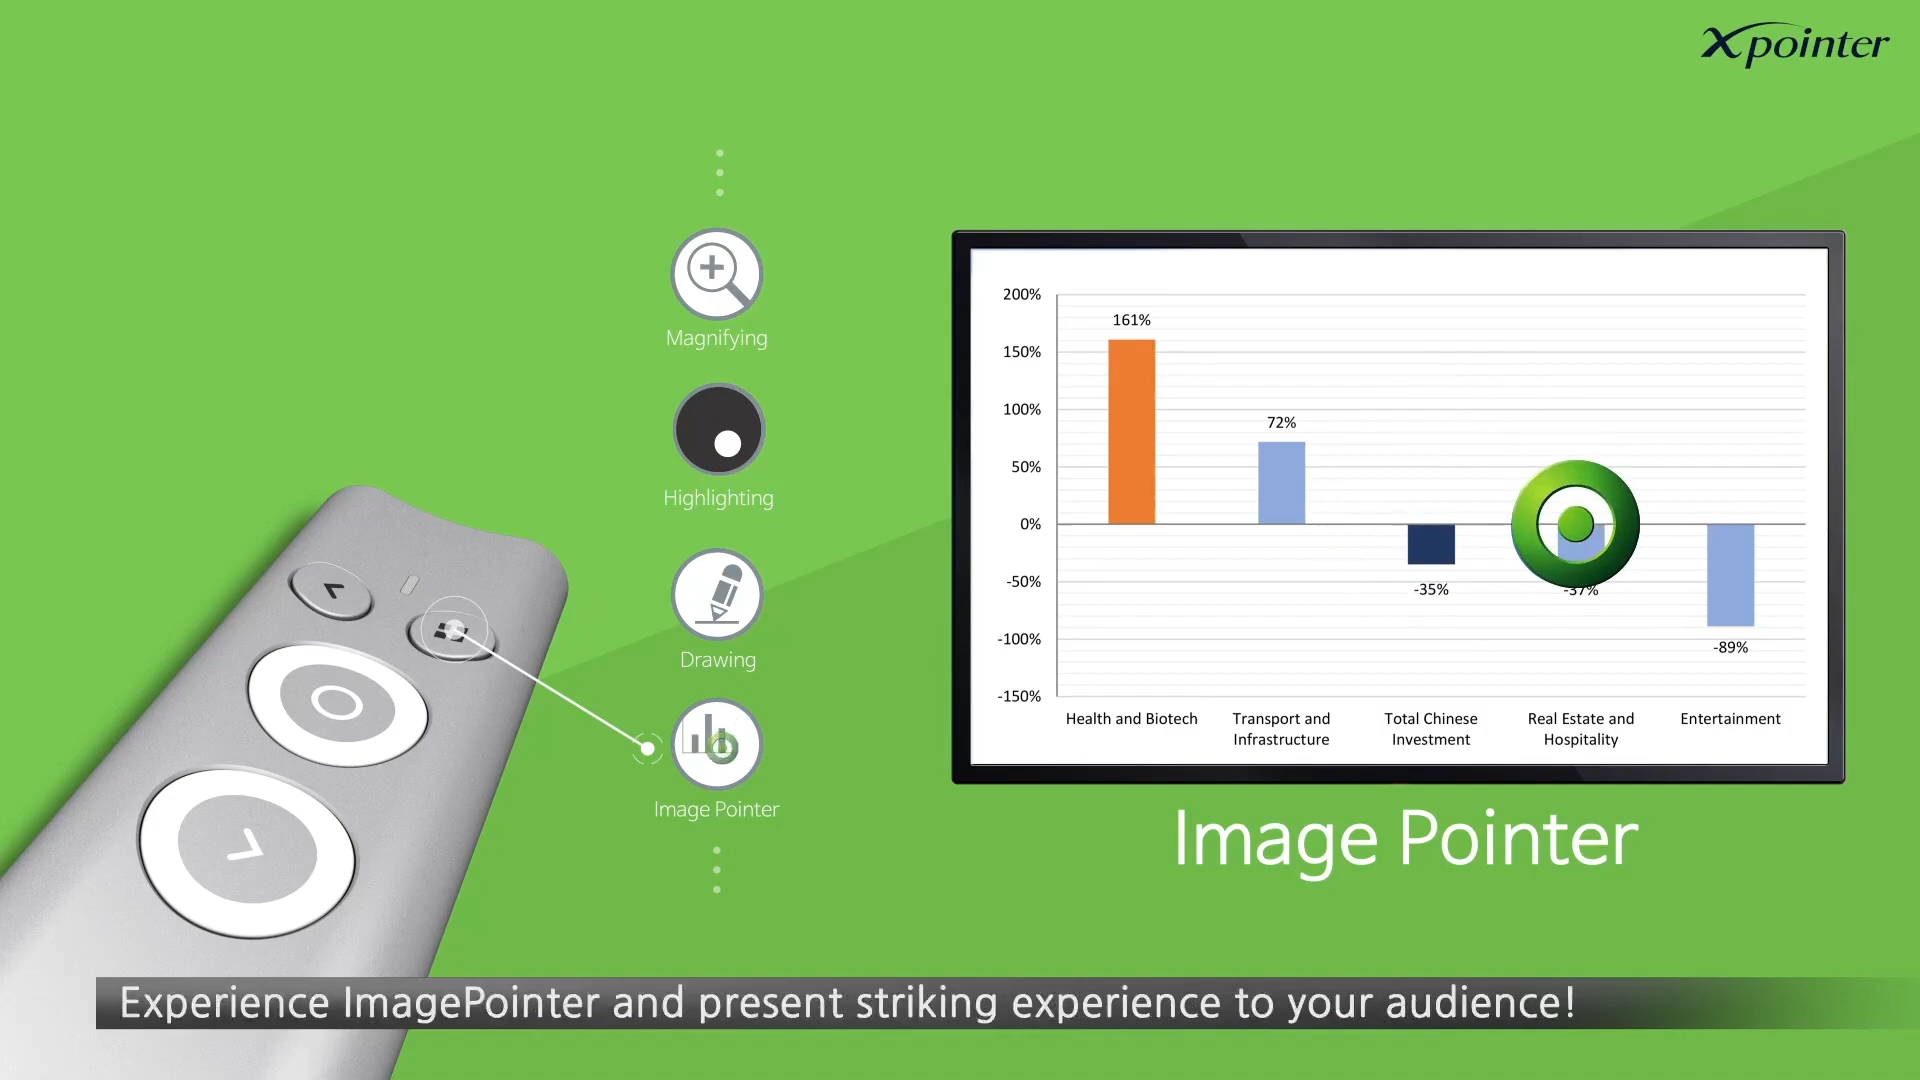 Xpointer
Magnifying
Highlighting
Drawing
Image Pointer
200%
150%
100%
50%
0%
-50%
-100%
-150%
161%
72%
-35%
-37%
-89%
Health and Biotech
Transport and
Infrastructure
Total Chinese
Investment
Real Estate and
Hospitality
Entertainment
Image Pointer
Experience ImagePointer and present striking experience to your audience!